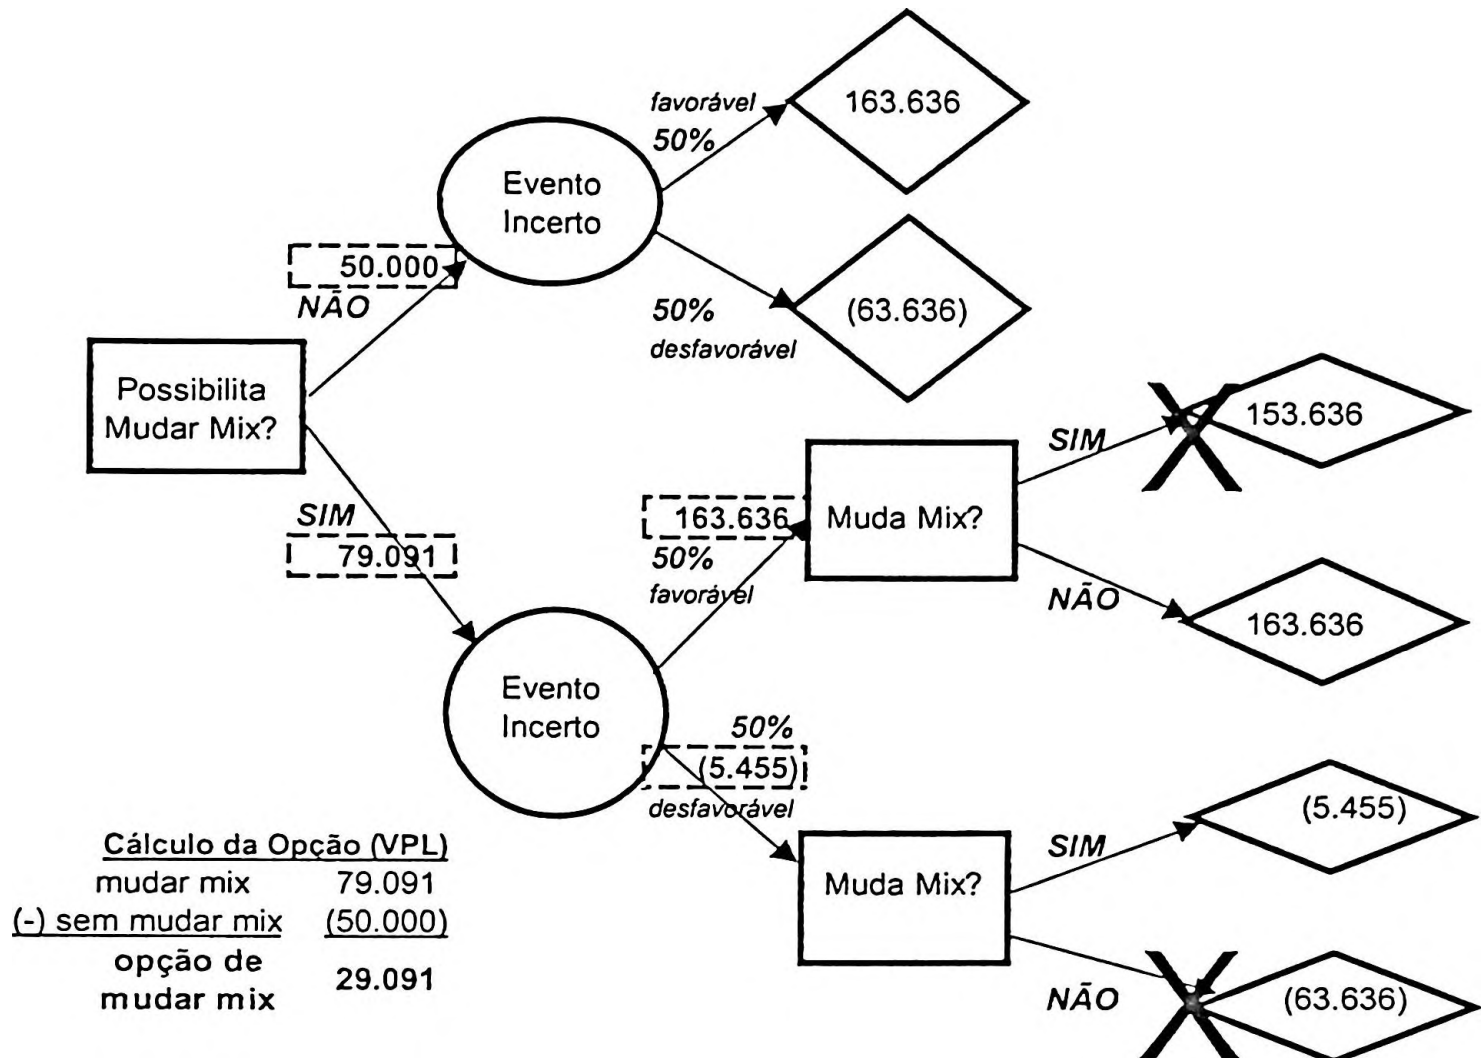 favorável
50%
163.636
Evento
Incerto
50.000
NÃO
50%
desfavorável
(63.636)
Possibilita
Mudar Mix?
SIM
79.091
163.636
50%
favorável
Muda Mix?
SIM
153.636
NÃO
163.636
Evento
Incerto
50%
(5.455)
desfavorável
Muda Mix?
SIM
(5.455)
NÃO
(63.636)
Cálculo da Opção (VPL)
mudar mix 79.091
(-) sem mudar mix (50.000)
opção de
mudar mix 29.091